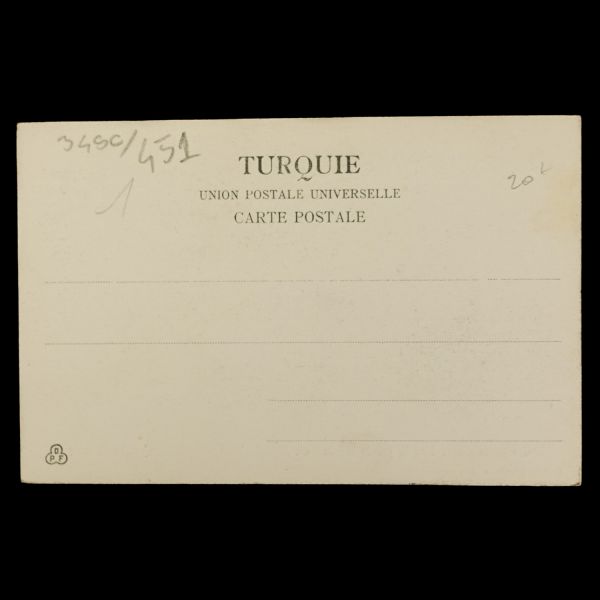 3490/451
1
TURQUIE
20
UNION POSTALE UNIVERSELLE
CARTE POSTALE
D
P F